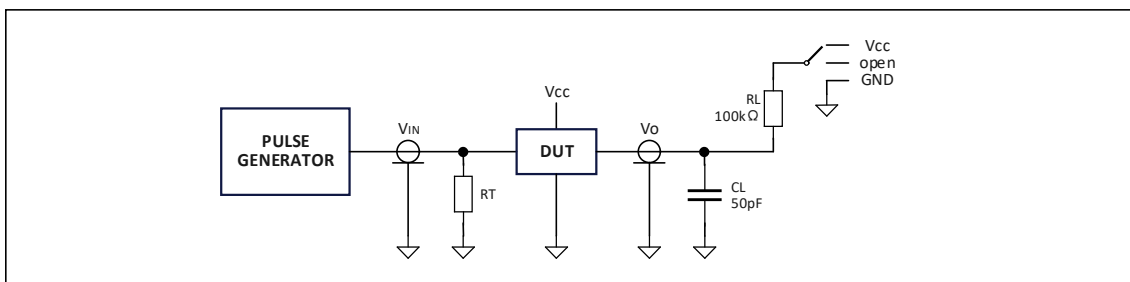 Vcc
open
GND
RL
100kΩ
Vcc
VIN
Vo
PULSE
GENERATOR
DUT
RT
CL
50pF